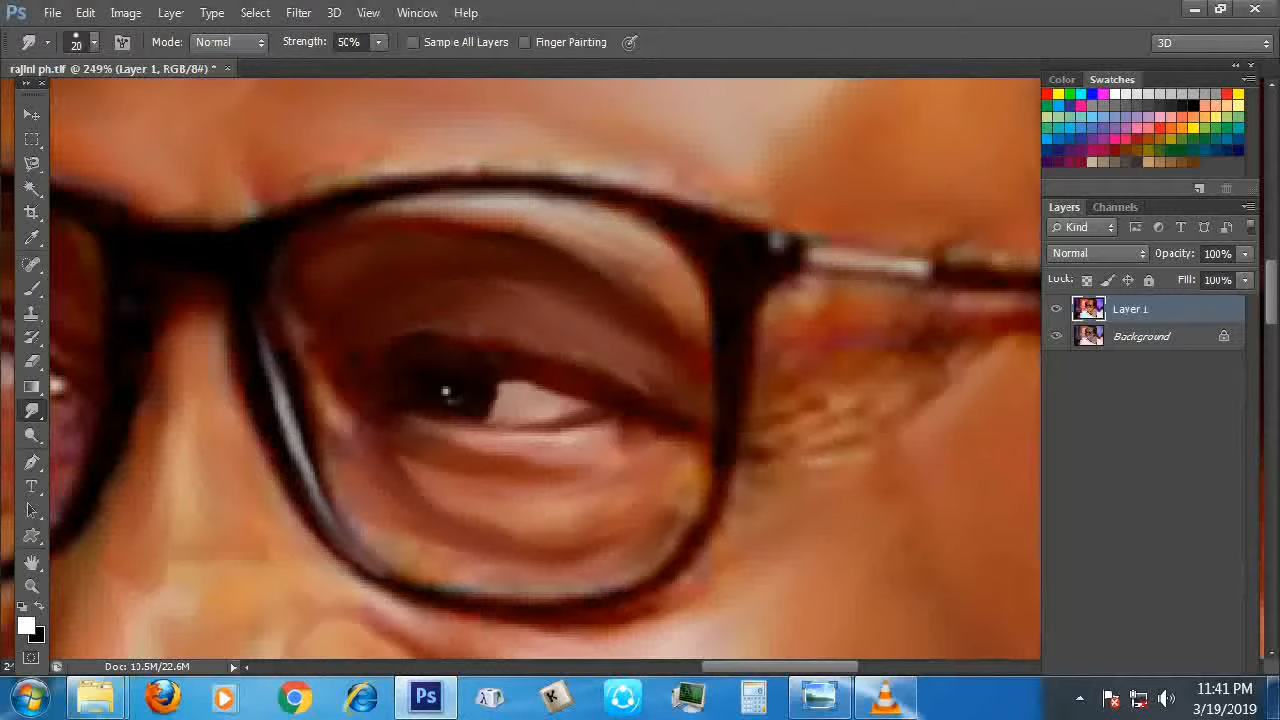 Ps File Edit Image Layer Type Select Filter 3D View Window Help
20 Mode: Normal Strength: 50% Sample All Layers Finger Painting 3D
rajini ph.tif @ 249% (Layer 1, RGB/8#) *
Color Swatches
Layers Channels
Kind
Normal Opacity: 100%
Lock: Fill: 100%
Layer 1
Background
Doc: 13.5M/22.6M
Ps
11:41 PM
3/19/2019